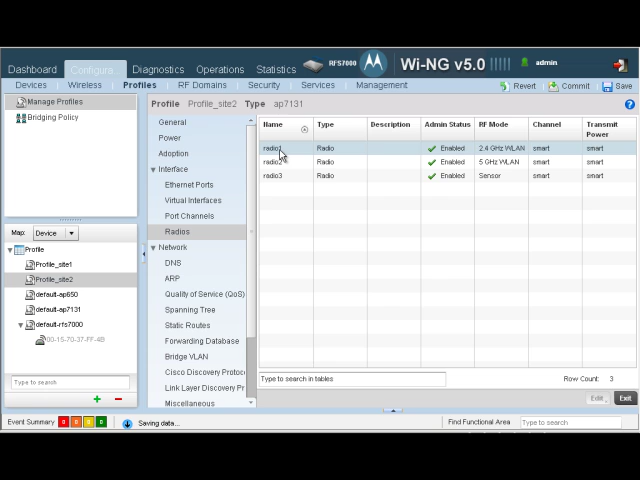 RFS7000 Wi-NG v5.0 admin
Dashboard Configura... Diagnostics Operations Statistics
Devices Wireless Profiles RF Domains Security Services Management Revert Commit Save
Manage Profiles
Bridging Policy
Profile Profile_site2 Type ap7131
General
Power
Adoption
Interface
Ethernet Ports
Virtual Interfaces
Port Channels
Radios
Network
DNS
ARP
Quality of Service (QoS)
Spanning Tree
Static Routes
Forwarding Database
Bridge VLAN
Cisco Discovery Protoc
Link Layer Discovery Pr
Miscellaneous
Name Type Description Admin Status RF Mode Channel Transmit Power
radio1 Radio Enabled 2.4 GHz WLAN smart smart
radio2 Radio Enabled 5 GHz WLAN smart smart
radio3 Radio Enabled Sensor smart smart
Map: Device
Profile
Profile_site1
Profile_site2
default-ap650
default-ap7131
default-rfs7000
00-15-70-37-FF-4B
Type to search
Type to search in tables Row Count: 3
Edit Exit
Event Summary 0 0 0 0 Saving data... Find Functional Area Type to search